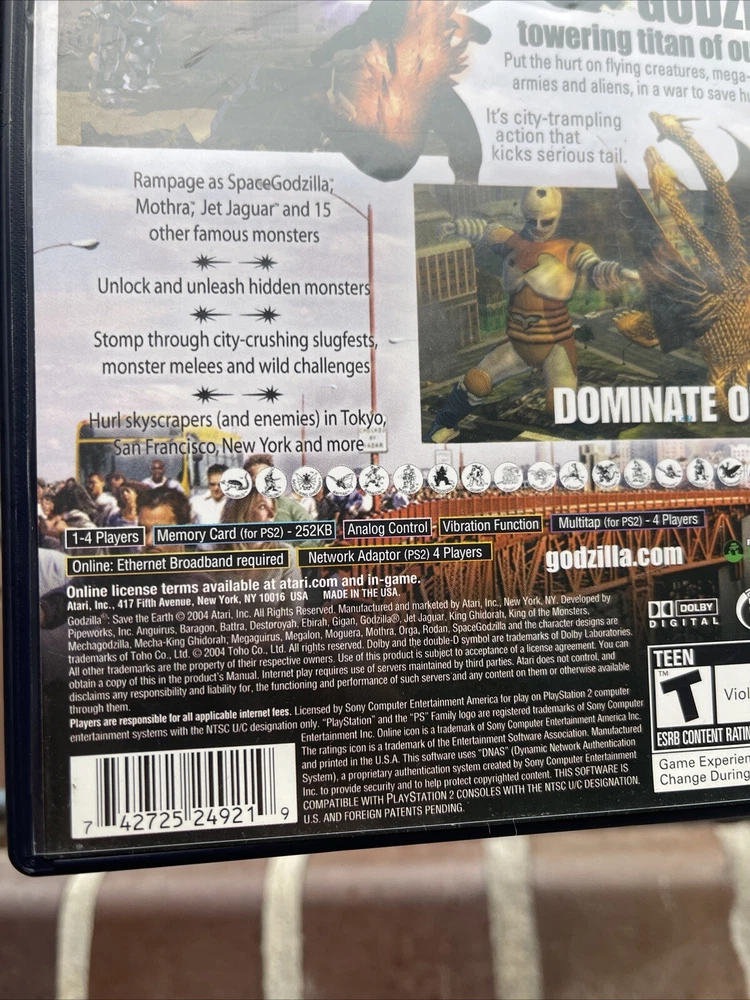 GODZ
towering titan of ou
Put the hurt on flying creatures, mega-
armies and aliens, in a war to save hu
It's city-trampling
action that
kicks serious tail.
Rampage as SpaceGodzilla,™
Mothra,™ Jet Jaguar™ and 15
other famous monsters
Unlock and unleash hidden monsters
Stomp through city-crushing slugfests,
monster melees and wild challenges
Hurl skyscrapers (and enemies) in Tokyo,
San Francisco, New York and more
DOMINATE O
1-4 Players
Memory Card (for PS2) - 252KB
Analog Control
Vibration Function
Multitap (for PS2) - 4 Players
Online: Ethernet Broadband required
Network Adaptor (PS2) 4 Players
godzilla.com
Online license terms available at atari.com and in-game.
Atari, Inc., 417 Fifth Avenue, New York, NY 10016 USA MADE IN THE USA.
Godzilla®: Save the Earth © 2004 Atari, Inc. All Rights Reserved. Manufactured and marketed by Atari, Inc., New York, NY. Developed by
Pipeworks, Inc. Anguirus, Baragon, Battra, Destoroyah, Ebirah, Gigan, Godzilla®, Jet Jaguar, King Ghidorah, King of the Monsters,
Mechagodzilla, Mecha-King Ghidorah, Megaguirus, Megalon, Moguera, Mothra, Orga, Rodan, SpaceGodzilla and the character designs are
trademarks of Toho Co., Ltd. © 2004 Toho Co., Ltd. All rights reserved. Dolby and the double-D symbol are trademarks of Dolby Laboratories.
All other trademarks are the property of their respective owners. Use of this product is subject to acceptance of a license agreement. You can
obtain a copy of this in the product's Manual. Internet play requires use of servers maintained by third parties. Atari does not control, and
disclaims any responsibility and liability for, the functioning and performance of such servers and any content on them or otherwise available
through them.
Players are responsible for all applicable internet fees. Licensed by Sony Computer Entertainment America for play on PlayStation 2 computer
entertainment systems with the NTSC U/C designation only. "PlayStation" and the "PS" Family logo are registered trademarks of Sony Computer
Entertainment Inc. Online icon is a trademark of Sony Computer Entertainment America Inc.
The ratings icon is a trademark of the Entertainment Software Association. Manufactured
and printed in the U.S.A. This software uses "DNAS" (Dynamic Network Authentication
System), a proprietary authentication system created by Sony Computer Entertainment
Inc. to provide security and to help protect copyrighted content. THIS SOFTWARE IS
COMPATIBLE WITH PLAYSTATION 2 CONSOLES WITH THE NTSC U/C DESIGNATION.
U.S. AND FOREIGN PATENTS PENDING.
DOLBY
DIGITAL
TEEN
T
Viol
ESRB CONTENT RATIN
Game Experien
Change During
7 42725 24921 9